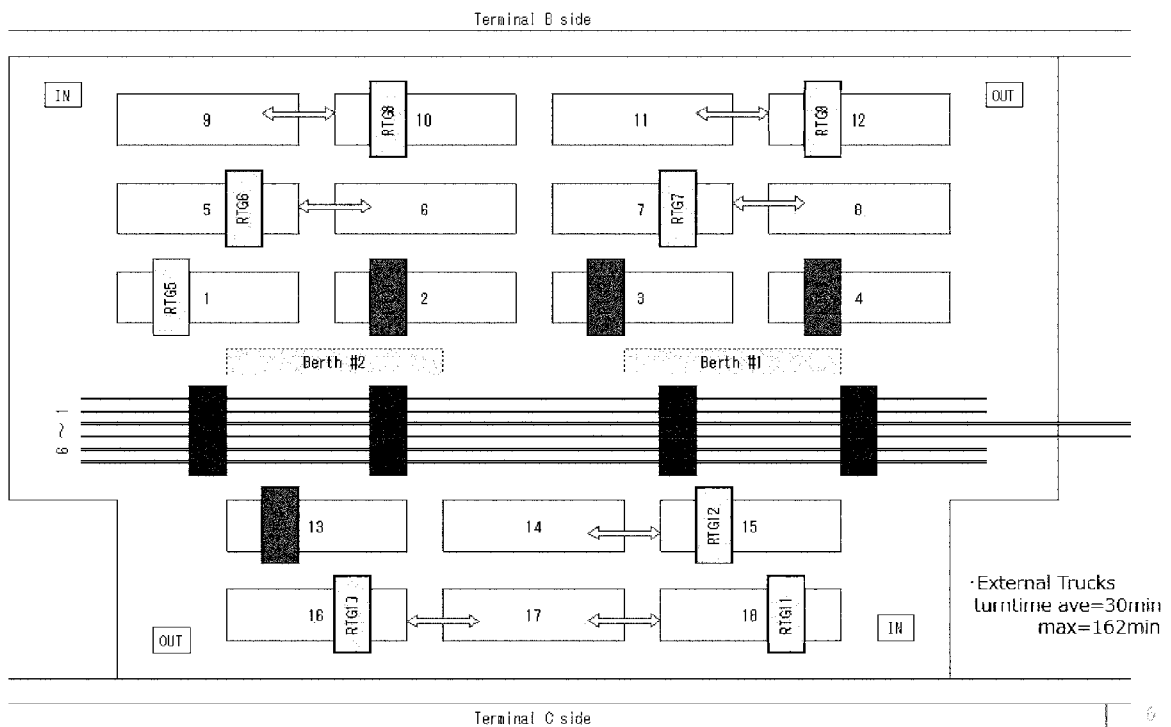 Terminal B side
IN
OUT
9
RTG8
10
11
RTG9
12
5
RTG6
6
7
RTG7
8
RTG5
1
2
3
4
Berth #2
Berth #1
6 ~ 1
13
14
RTG12
15
16
RTG13
17
18
RTG11
OUT
IN
・External Trucks
turntime ave=30min
max=162min
Terminal C side
6